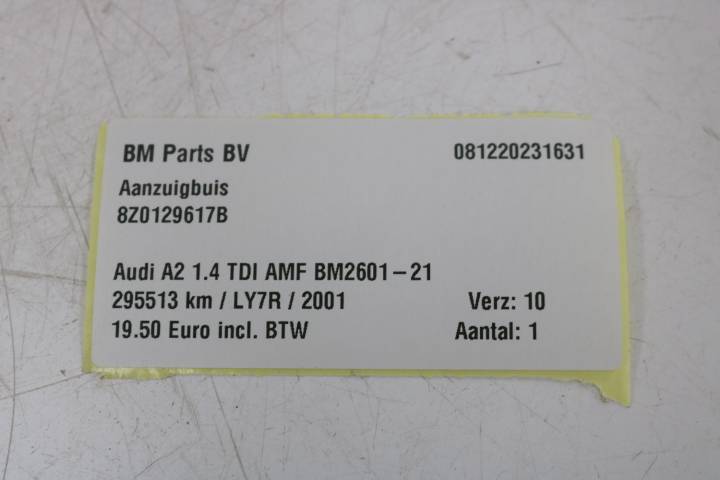 BM Parts BV 081220231631
Aanzuigbuis
8Z0129617B
Audi A2 1.4 TDI AMF BM2601-21
295513 km / LY7R / 2001 Verz: 10
19.50 Euro incl. BTW Aantal: 1